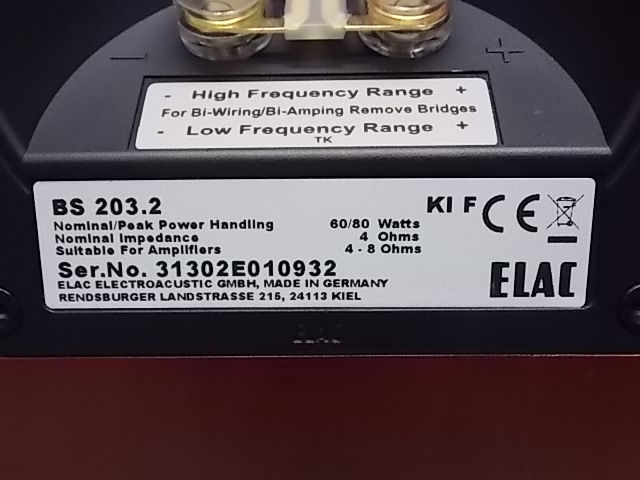 - High Frequency Range +
For Bi-Wiring/Bi-Amping Remove Bridges
- Low Frequency Range +
TK
BS 203.2
KI F CE
Nominal/Peak Power Handling 60/80 Watts
Nominal Impedance 4 Ohms
Suitable For Amplifiers 4 - 8 Ohms
Ser.No. 31302E010932
ELAC ELECTROACUSTIC GMBH, MADE IN GERMANY
RENDSBURGER LANDSTRASSE 215, 24113 KIEL
ELAC